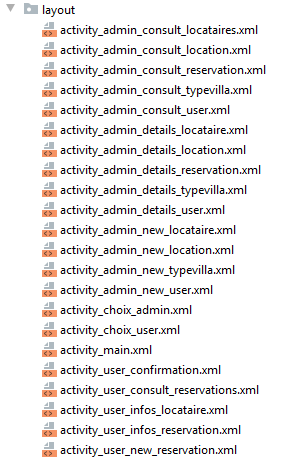 layout
activity_admin_consult_locataires.xml
activity_admin_consult_location.xml
activity_admin_consult_reservation.xml
activity_admin_consult_typevilla.xml
activity_admin_consult_user.xml
activity_admin_details_locataire.xml
activity_admin_details_location.xml
activity_admin_details_reservation.xml
activity_admin_details_typevilla.xml
activity_admin_details_user.xml
activity_admin_new_locataire.xml
activity_admin_new_location.xml
activity_admin_new_typevilla.xml
activity_admin_new_user.xml
activity_choix_admin.xml
activity_choix_user.xml
activity_main.xml
activity_user_confirmation.xml
activity_user_consult_reservations.xml
activity_user_infos_locataire.xml
activity_user_infos_reservation.xml
activity_user_new_reservation.xml